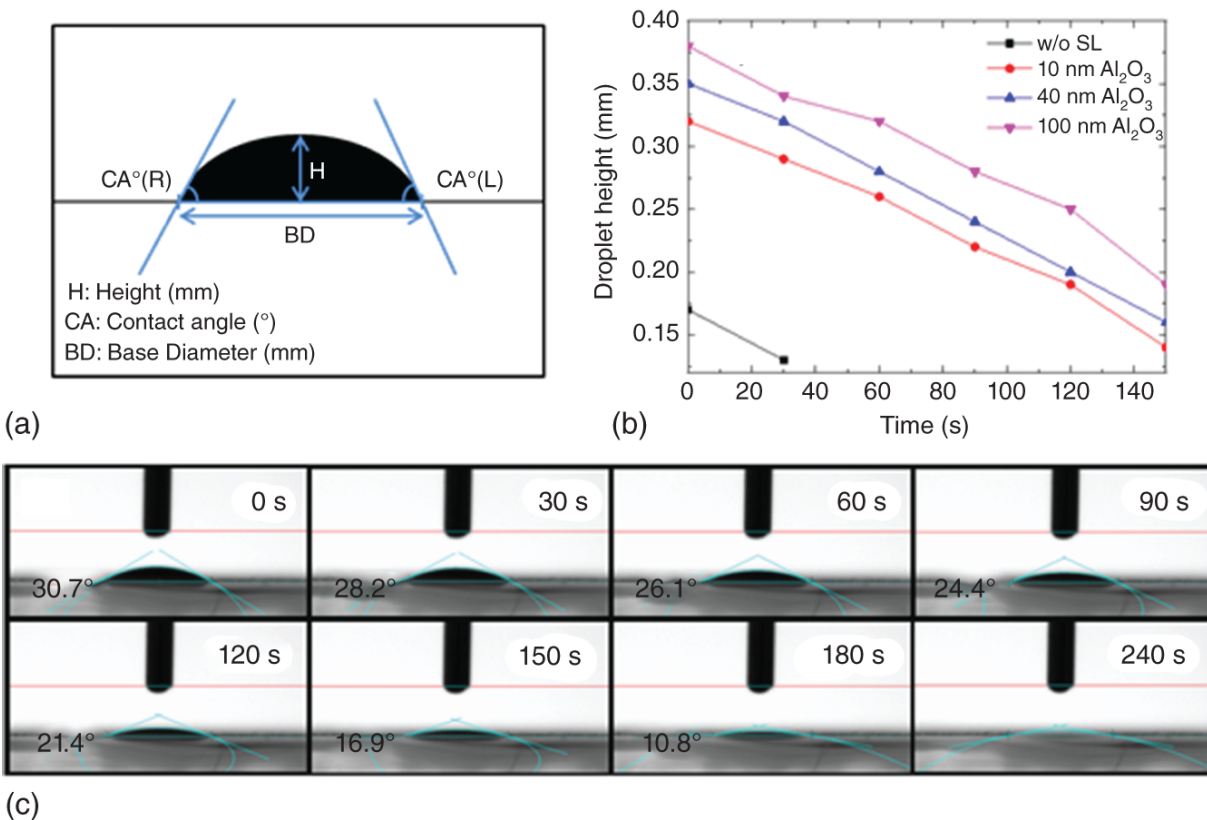 CA°(R)
H
CA°(L)
BD
H: Height (mm)
CA: Contact angle (°)
BD: Base Diameter (mm)
(a)
Droplet height (mm)
0.40
0.35
0.30
0.25
0.20
0.15
w/o SL
10 nm Al₂O₃
40 nm Al₂O₃
100 nm Al₂O₃
0 20 40 60 80 100 120 140
Time (s)
(b)
0 s
30.7°
30 s
28.2°
60 s
26.1°
90 s
24.4°
120 s
21.4°
150 s
16.9°
180 s
10.8°
240 s
(c)